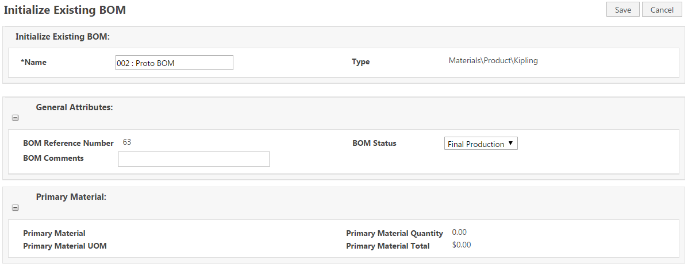 Initialize Existing BOM Save Cancel
Initialize Existing BOM:
*Name 002 : Proto BOM Type Materials\Product\Kipling
General Attributes:
BOM Reference Number 63 BOM Status Final Production
BOM Comments
Primary Material:
Primary Material Primary Material Quantity 0.00
Primary Material UOM Primary Material Total $0.00